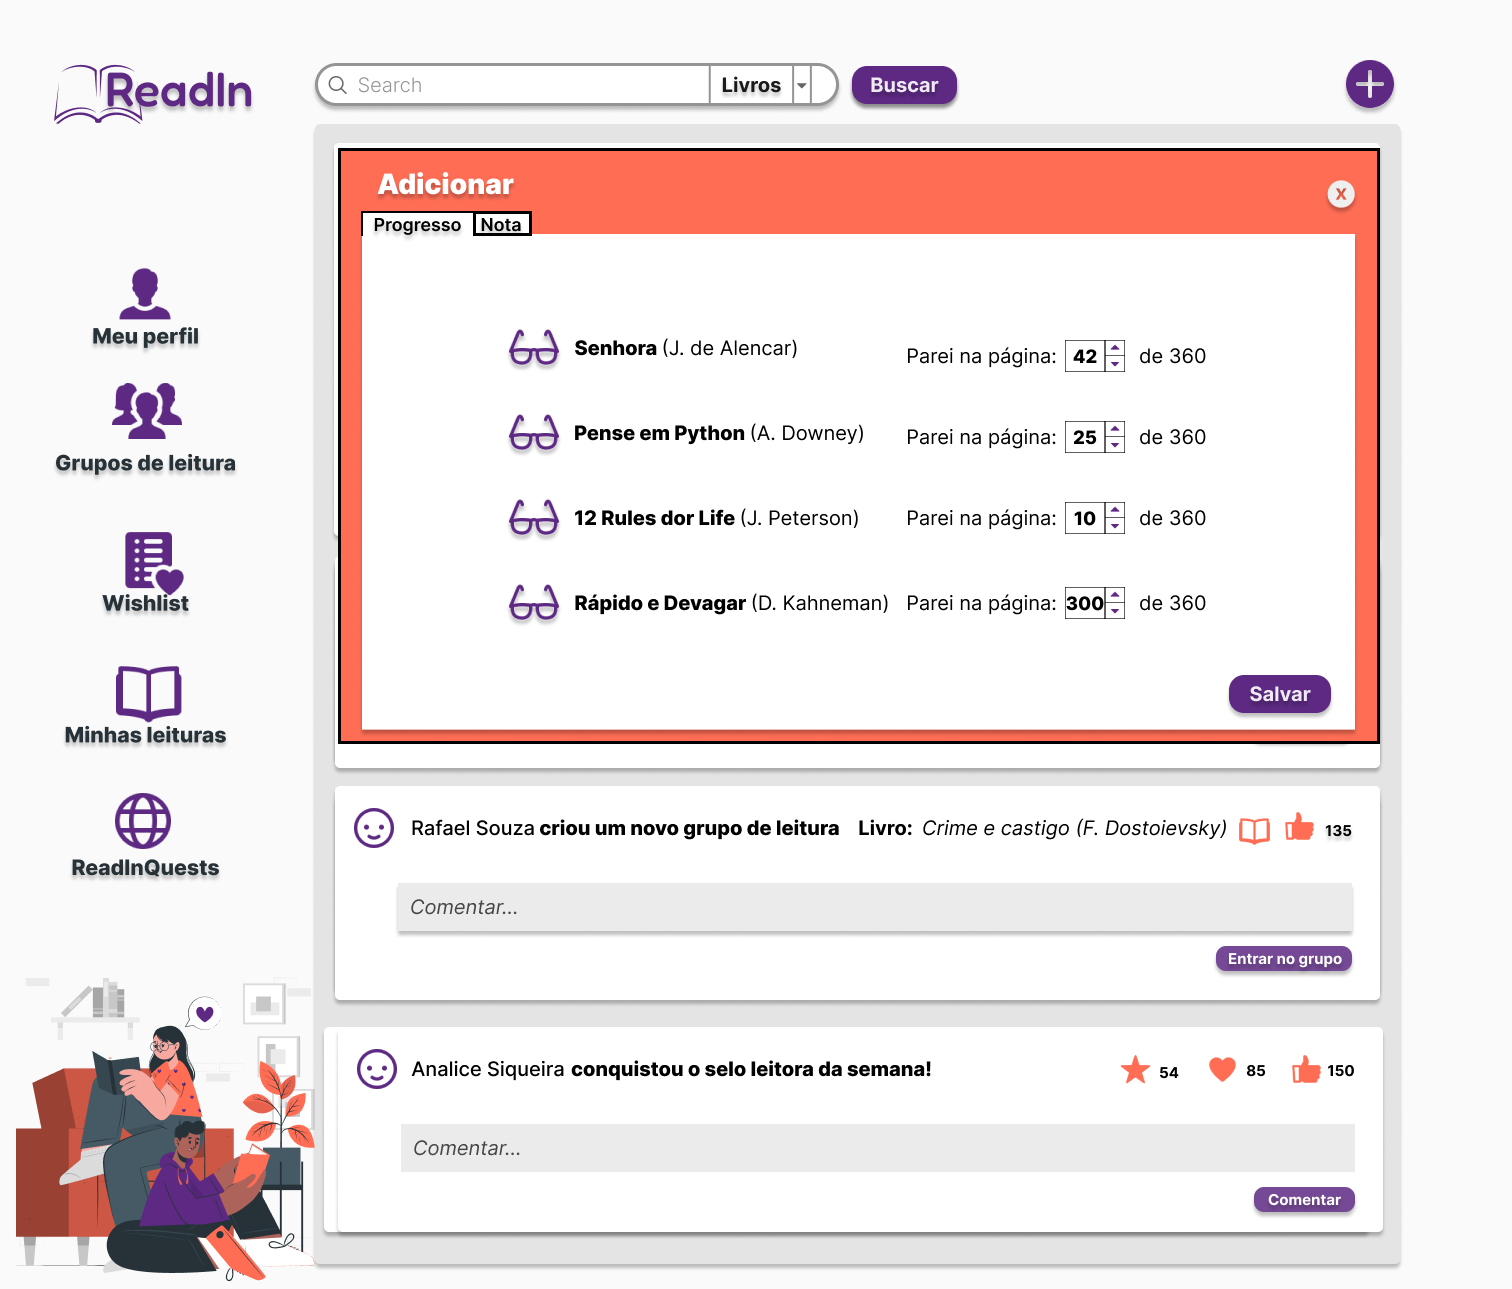 ReadIn
Search
Livros
Buscar
Adicionar
X
Progresso
Nota
Senhora (J. de Alencar) Parei na página: 42 de 360
Pense em Python (A. Downey) Parei na página: 25 de 360
12 Rules dor Life (J. Peterson) Parei na página: 10 de 360
Rápido e Devagar (D. Kahneman) Parei na página: 300 de 360
Salvar
Meu perfil
Grupos de leitura
Wishlist
Minhas leituras
ReadInQuests
Rafael Souza criou um novo grupo de leitura Livro: Crime e castigo (F. Dostoievsky) 135
Comentar...
Entrar no grupo
Analice Siqueira conquistou o selo leitora da semana! 54 85 150
Comentar...
Comentar